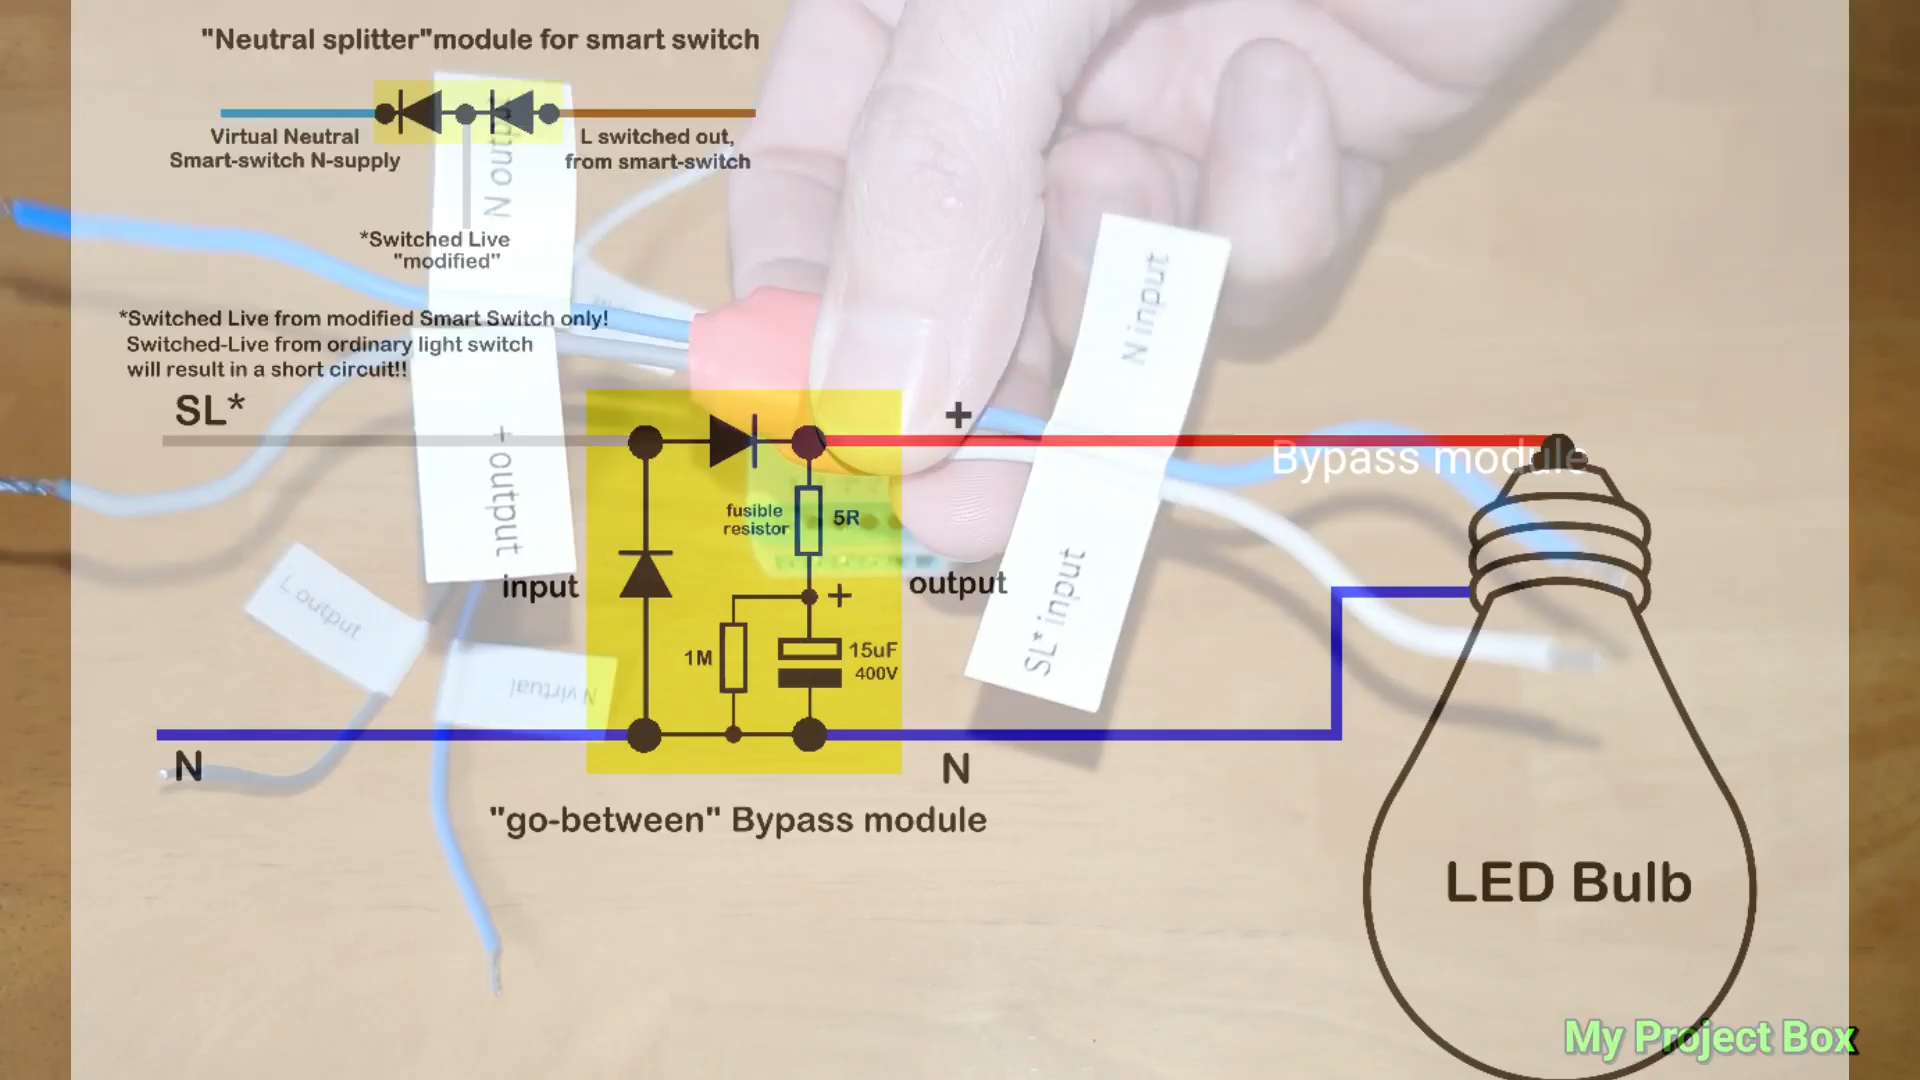 "Neutral splitter"module for smart switch
Virtual Neutral
Smart-switch N-supply
L switched out,
from smart-switch
N output
*Switched Live
"modified"
N input
*Switched Live from modified Smart Switch only!
Switched-Live from ordinary light switch
will result in a short circuit!!
SL*
+
+ output
Bypass module
fusible
resistor
5R
input
output
+
L output
SL* input
1M
15uF
400V
N virtual
N
N
"go-between" Bypass module
LED Bulb
My Project Box